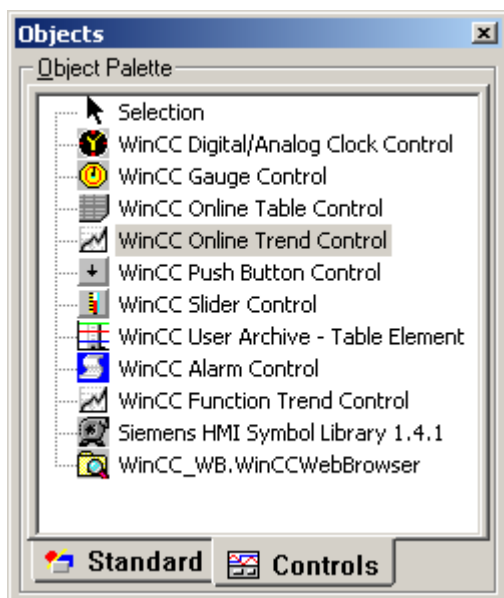 Objects
Object Palette
Selection
WinCC Digital/Analog Clock Control
WinCC Gauge Control
WinCC Online Table Control
WinCC Online Trend Control
WinCC Push Button Control
WinCC Slider Control
WinCC User Archive - Table Element
WinCC Alarm Control
WinCC Function Trend Control
Siemens HMI Symbol Library 1.4.1
WinCC_WB.WinCCWebBrowser
Standard Controls